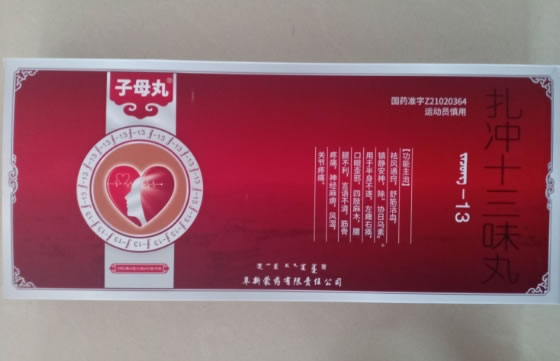 子母丸®
国药准字Z21020364
运动员慎用
扎冲十三味丸
-13
【功能主治】
祛风通窍，舒筋活血，
镇静安神，除"协日乌素"。
用于半身不遂，左瘫右痪，
口眼歪斜，四肢麻木，腰
腿不利，言语不清，筋骨
疼痛，神经麻痹，风湿，
关节疼痛。
阜新蒙药有限责任公司